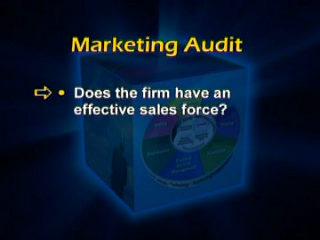 Marketing Audit
• Does the firm have an
effective sales force?